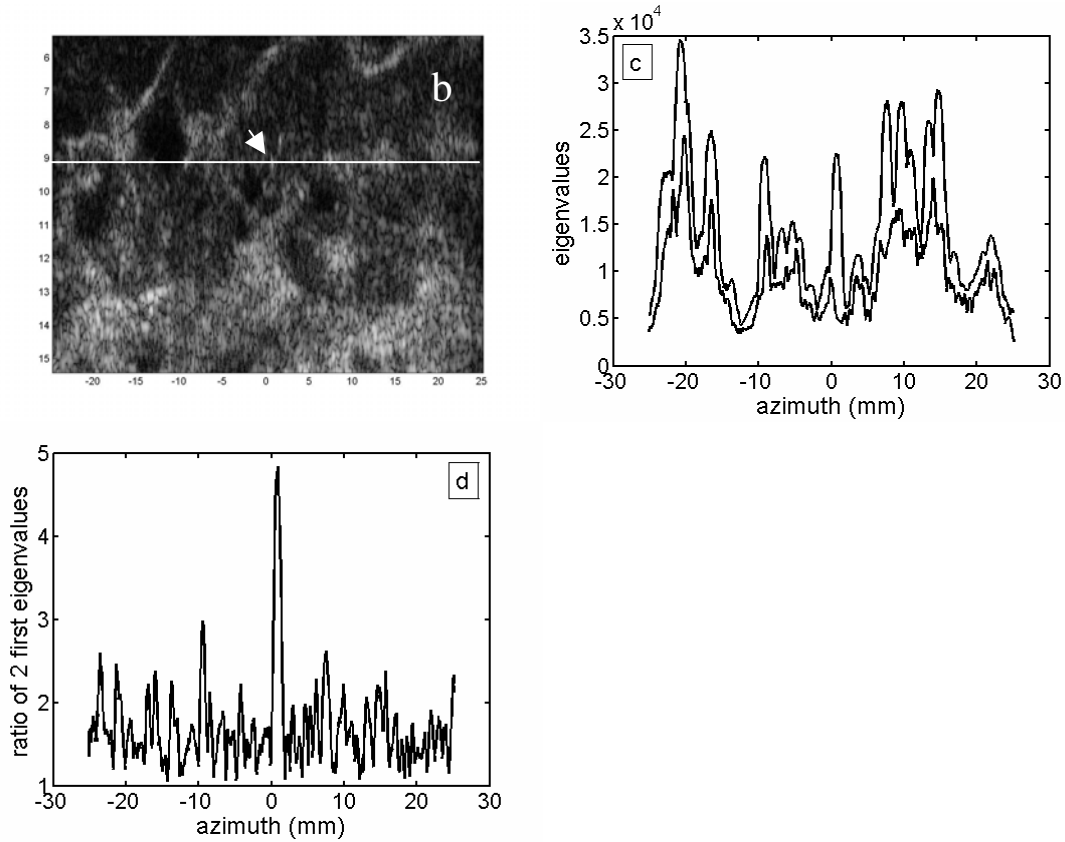 b
6
7
8
9
10
11
12
13
14
15
-20 -15 -10 -5 0 5 10 15 20 25
x 10^4
c
3.5
3
2.5
2
1.5
1
0.5
0
-30 -20 -10 0 10 20 30
eigenvalues
azimuth (mm)
d
5
4
3
2
1
-30 -20 -10 0 10 20 30
ratio of 2 first eigenvalues
azimuth (mm)